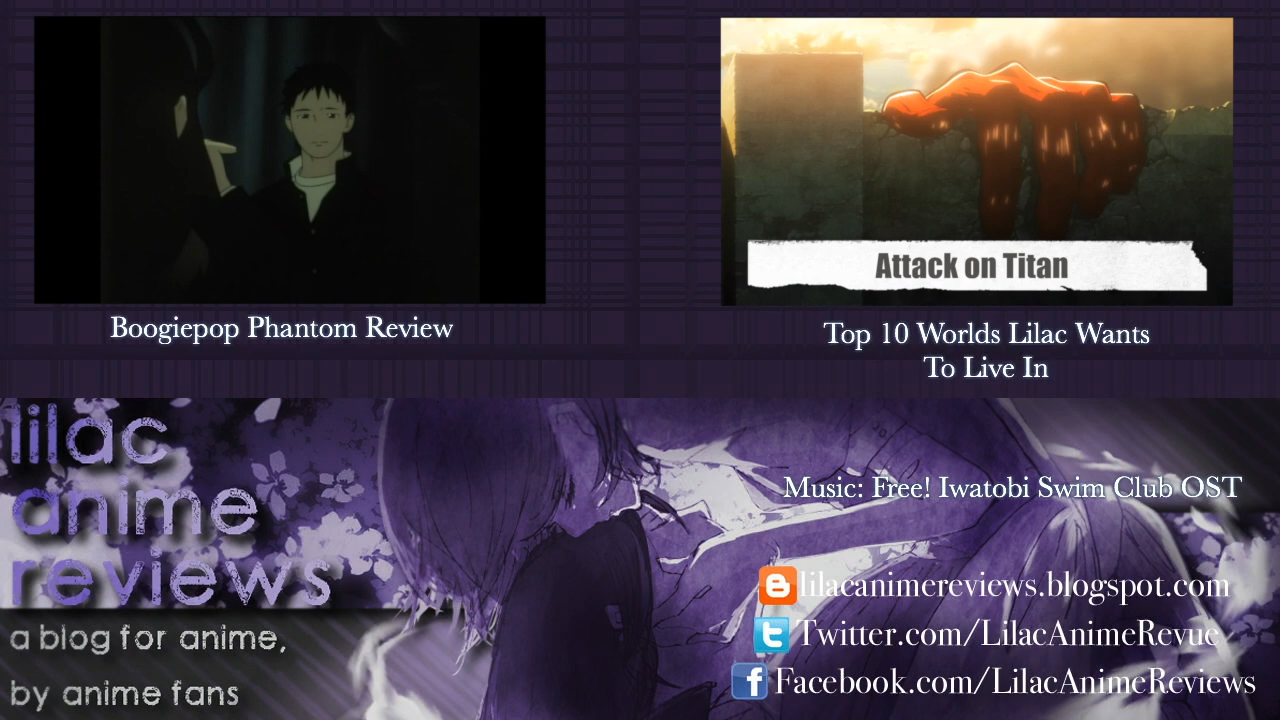 Attack on Titan
Boogiepop Phantom Review
Top 10 Worlds Lilac Wants
To Live In
lilac
anime
reviews
a blog for anime,
by anime fans
Music: Free! Iwatobi Swim Club OST
lilacanimereviews.blogspot.com
Twitter.com/LilacAnimeRevue
Facebook.com/LilacAnimeReviews